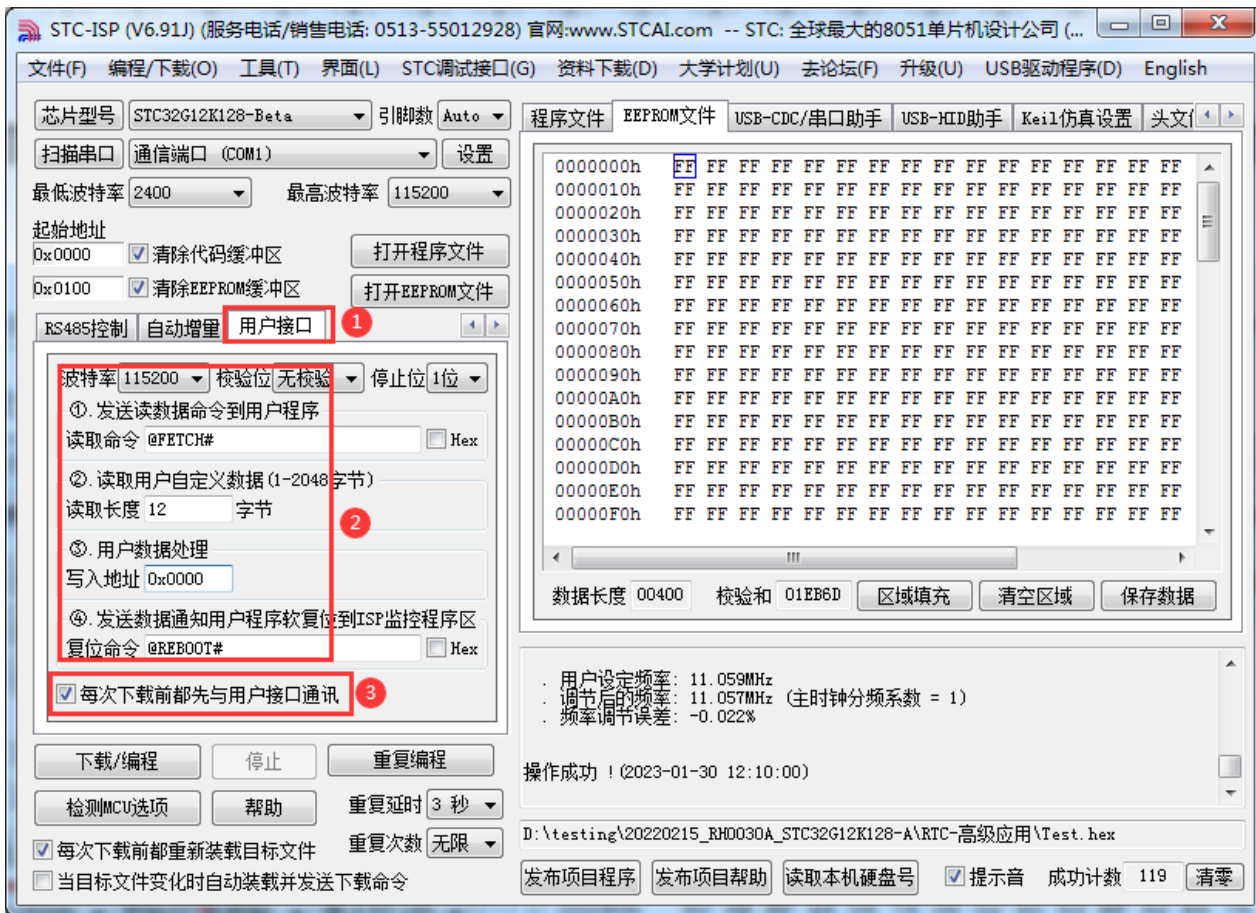 STC-ISP (V6.91J) (服务电话/销售电话: 0513-55012928) 官网:www.STCAI.com -- STC: 全球最大的8051单片机设计公司 (...
文件(F) 编程/下载(O) 工具(T) 界面(L) STC调试接口(G) 资料下载(D) 大学计划(U) 去论坛(F) 升级(U) USB驱动程序(D) English
芯片型号 STC32G12K128-Beta 引脚数 Auto
扫描串口 通信端口 (COM1) 设置
最低波特率 2400 最高波特率 115200
起始地址
0x0000 清除代码缓冲区 打开程序文件
0x0100 清除EEPROM缓冲区 打开EEPROM文件
RS485控制 自动增量 用户接口 1
波特率 115200 校验位 无校验 停止位 1位
①.发送读数据命令到用户程序
读取命令 @FETCH# Hex
②.读取用户自定义数据(1-2048字节)
读取长度 12 字节
2
③.用户数据处理
写入地址 0x0000
④.发送数据通知用户程序软复位到ISP监控程序区
复位命令 @REBOOT# Hex
每次下载前都先与用户接口通讯 3
下载/编程 停止 重复编程
检测MCU选项 帮助 重复延时 3 秒
每次下载前都重新装载目标文件 重复次数 无限
当目标文件变化时自动装载并发送下载命令
程序文件 EEPROM文件 USB-CDC/串口助手 USB-HID助手 Keil仿真设置 头文
0000000h FF FF FF FF FF FF FF FF FF FF FF FF FF FF FF FF
0000010h FF FF FF FF FF FF FF FF FF FF FF FF FF FF FF FF
0000020h FF FF FF FF FF FF FF FF FF FF FF FF FF FF FF FF
0000030h FF FF FF FF FF FF FF FF FF FF FF FF FF FF FF FF
0000040h FF FF FF FF FF FF FF FF FF FF FF FF FF FF FF FF
0000050h FF FF FF FF FF FF FF FF FF FF FF FF FF FF FF FF
0000060h FF FF FF FF FF FF FF FF FF FF FF FF FF FF FF FF
0000070h FF FF FF FF FF FF FF FF FF FF FF FF FF FF FF FF
0000080h FF FF FF FF FF FF FF FF FF FF FF FF FF FF FF FF
0000090h FF FF FF FF FF FF FF FF FF FF FF FF FF FF FF FF
00000A0h FF FF FF FF FF FF FF FF FF FF FF FF FF FF FF FF
00000B0h FF FF FF FF FF FF FF FF FF FF FF FF FF FF FF FF
00000C0h FF FF FF FF FF FF FF FF FF FF FF FF FF FF FF FF
00000D0h FF FF FF FF FF FF FF FF FF FF FF FF FF FF FF FF
00000E0h FF FF FF FF FF FF FF FF FF FF FF FF FF FF FF FF
00000F0h FF FF FF FF FF FF FF FF FF FF FF FF FF FF FF FF
数据长度 00400 校验和 01EB6D 区域填充 清空区域 保存数据
. 用户设定频率: 11.059MHz
. 调节后的频率: 11.057MHz (主时钟分频系数 = 1)
. 频率调节误差: -0.022%
操作成功 !(2023-01-30 12:10:00)
D:\testing\20220215_RH0030A_STC32G12K128-A\RTC-高级应用\Test.hex
发布项目程序 发布项目帮助 读取本机硬盘号 提示音 成功计数 119 清零